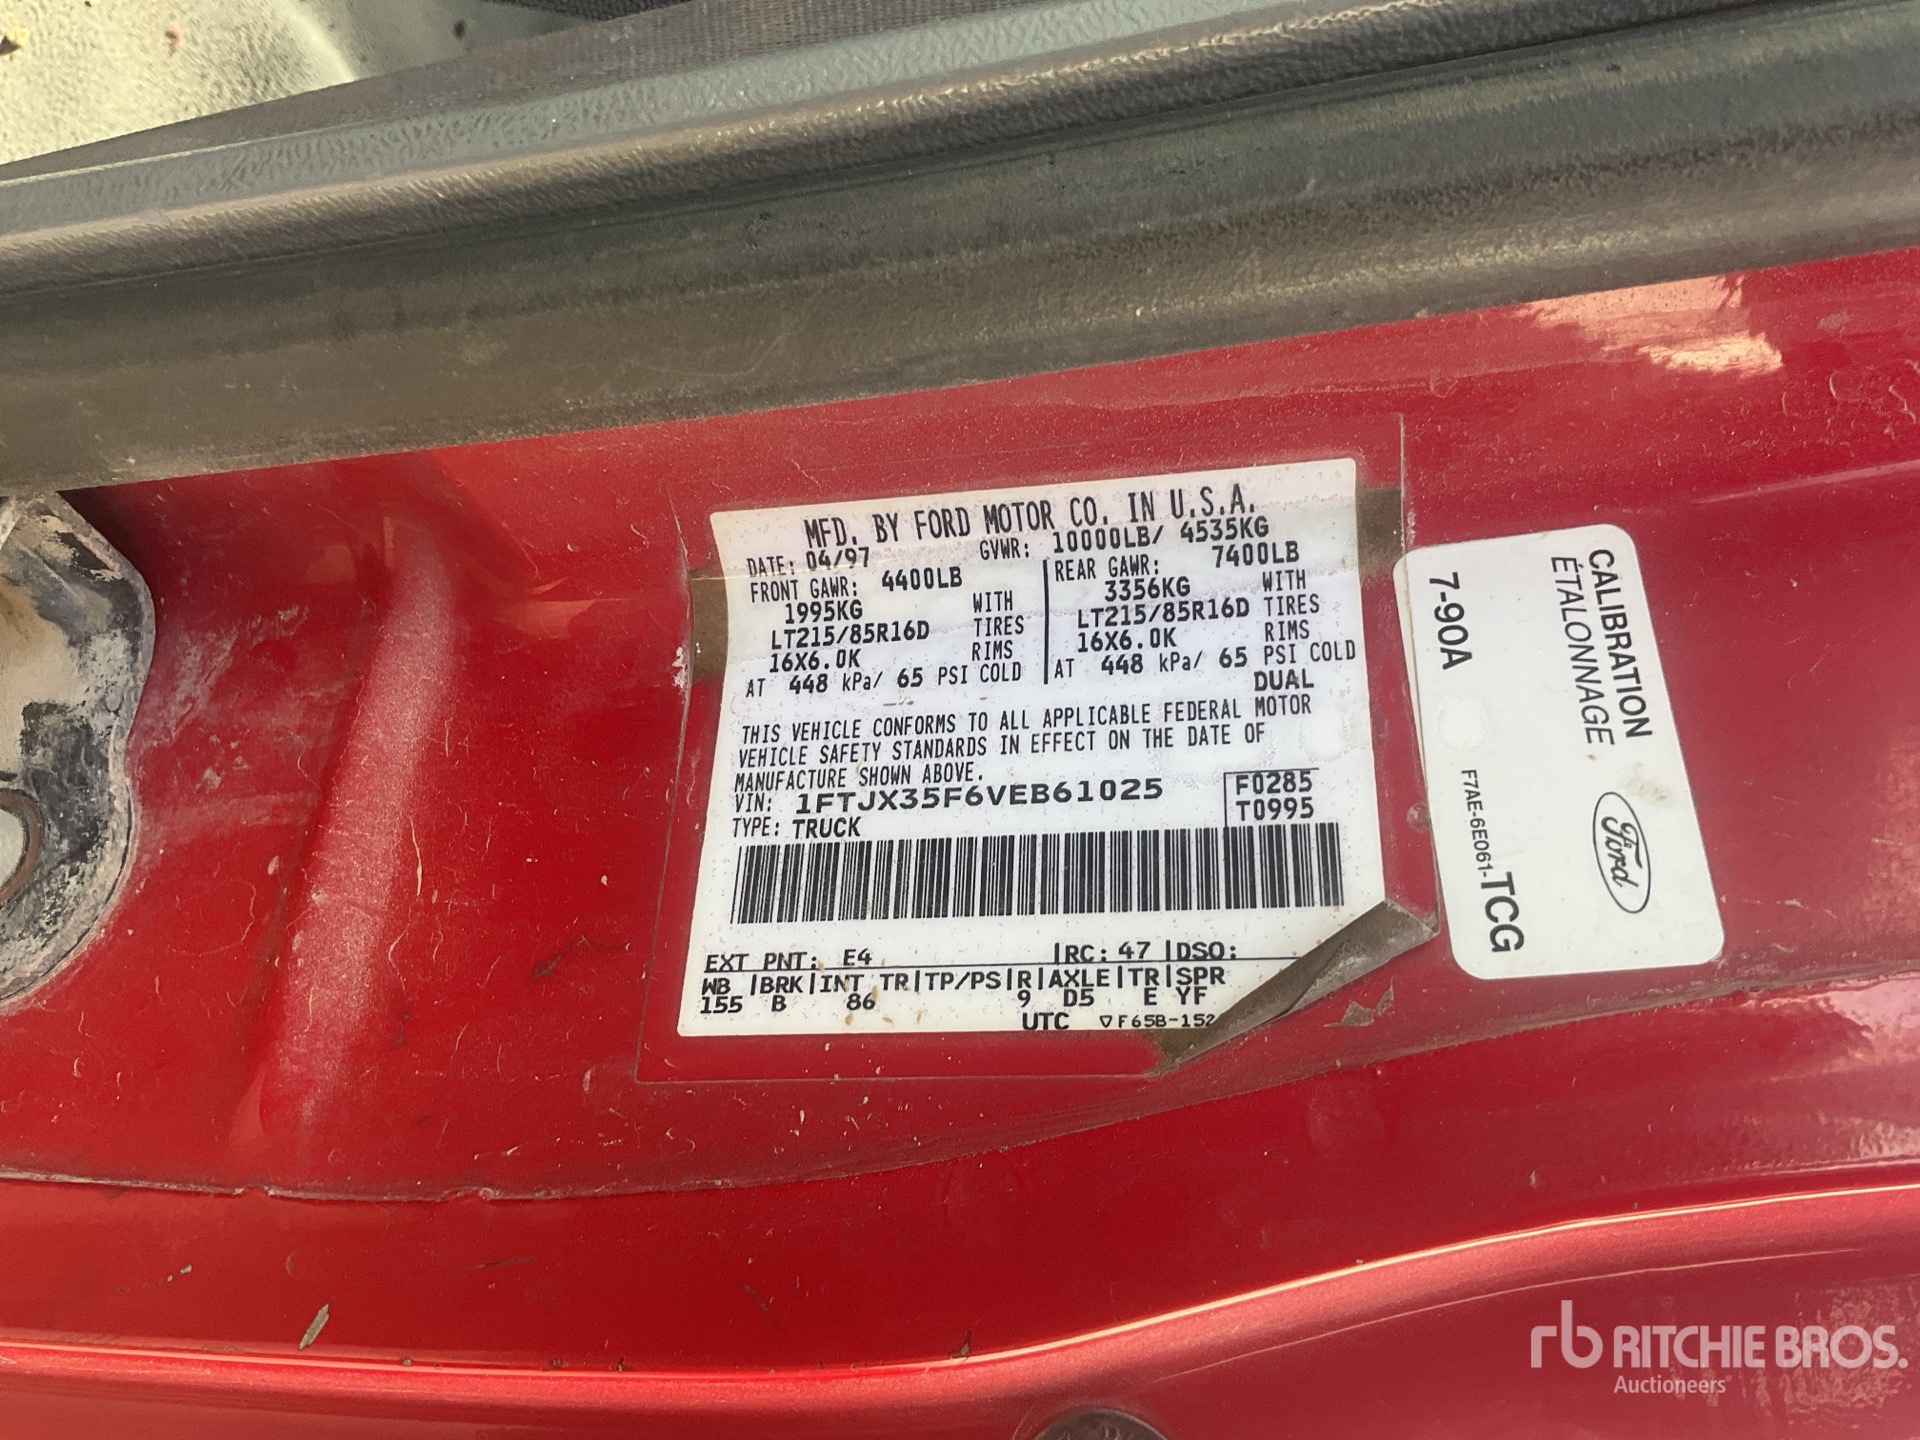 MFD. BY FORD MOTOR CO. IN U.S.A.
DATE: 04/97 GVWR: 10000LB/ 4535KG
FRONT GAWR: 4400LB REAR GAWR: 7400LB
1995KG WITH 3356KG WITH
LT215/85R16D TIRES LT215/85R16D TIRES
16X6.0K RIMS 16X6.0K RIMS
AT 448 kPa/ 65 PSI COLD AT 448 kPa/ 65 PSI COLD
DUAL
THIS VEHICLE CONFORMS TO ALL APPLICABLE FEDERAL MOTOR
VEHICLE SAFETY STANDARDS IN EFFECT ON THE DATE OF
MANUFACTURE SHOWN ABOVE.
VIN: 1FTJX35F6VEB61025 F0285
TYPE: TRUCK T0995
EXT PNT: E4 |RC: 47 |DSO:
WB |BRK|INT TR|TP/PS|R|AXLE|TR|SPR
155 B 86 9 D5 E YF
UTC ▽F65B-152
CALIBRATION
ÉTALONNAGE
Ford
7-90A
F7AE-6E061-TCG
rb RITCHIE BROS.
Auctioneers